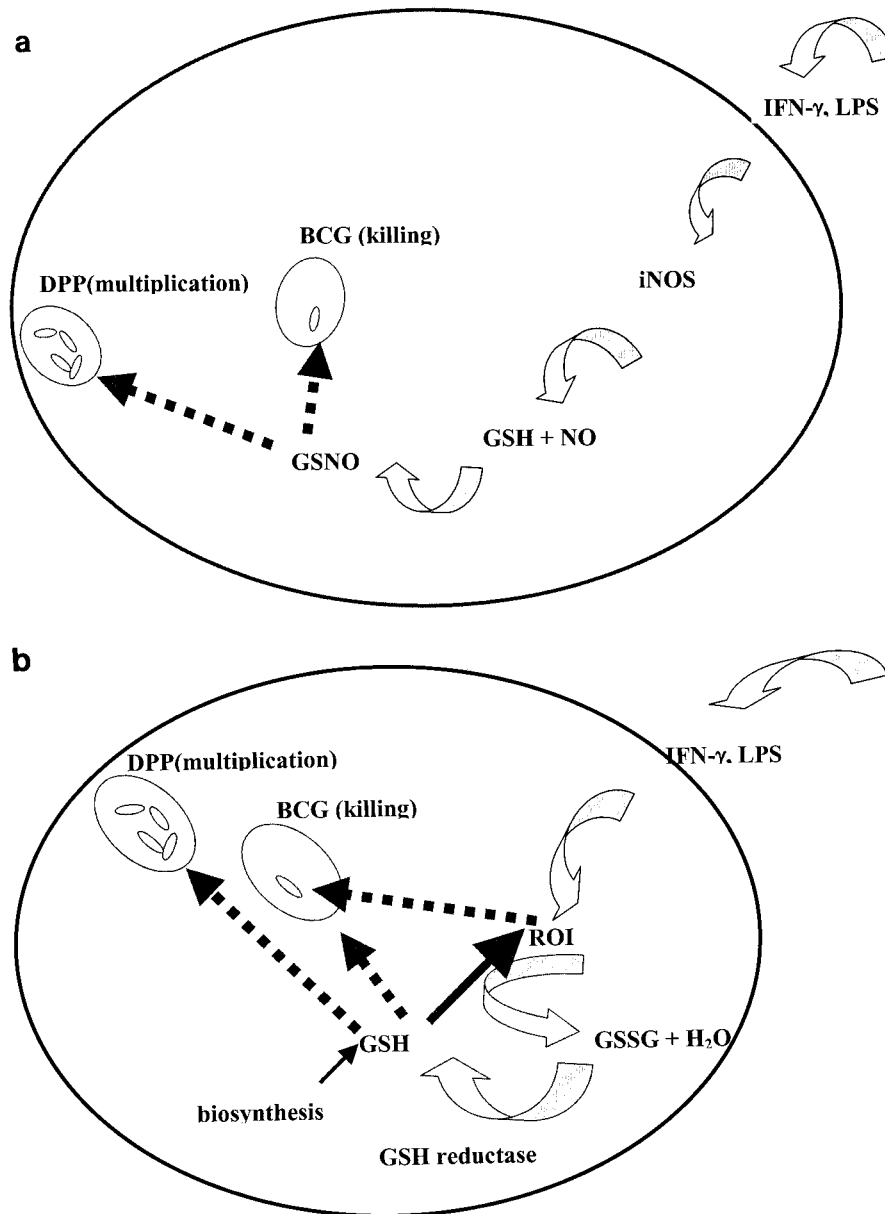 a
IFN-γ, LPS
BCG (killing)
DPP(multiplication)
iNOS
GSH + NO
GSNO
b
IFN-γ, LPS
DPP(multiplication)
BCG (killing)
ROI
GSH
GSSG + H₂O
biosynthesis
GSH reductase